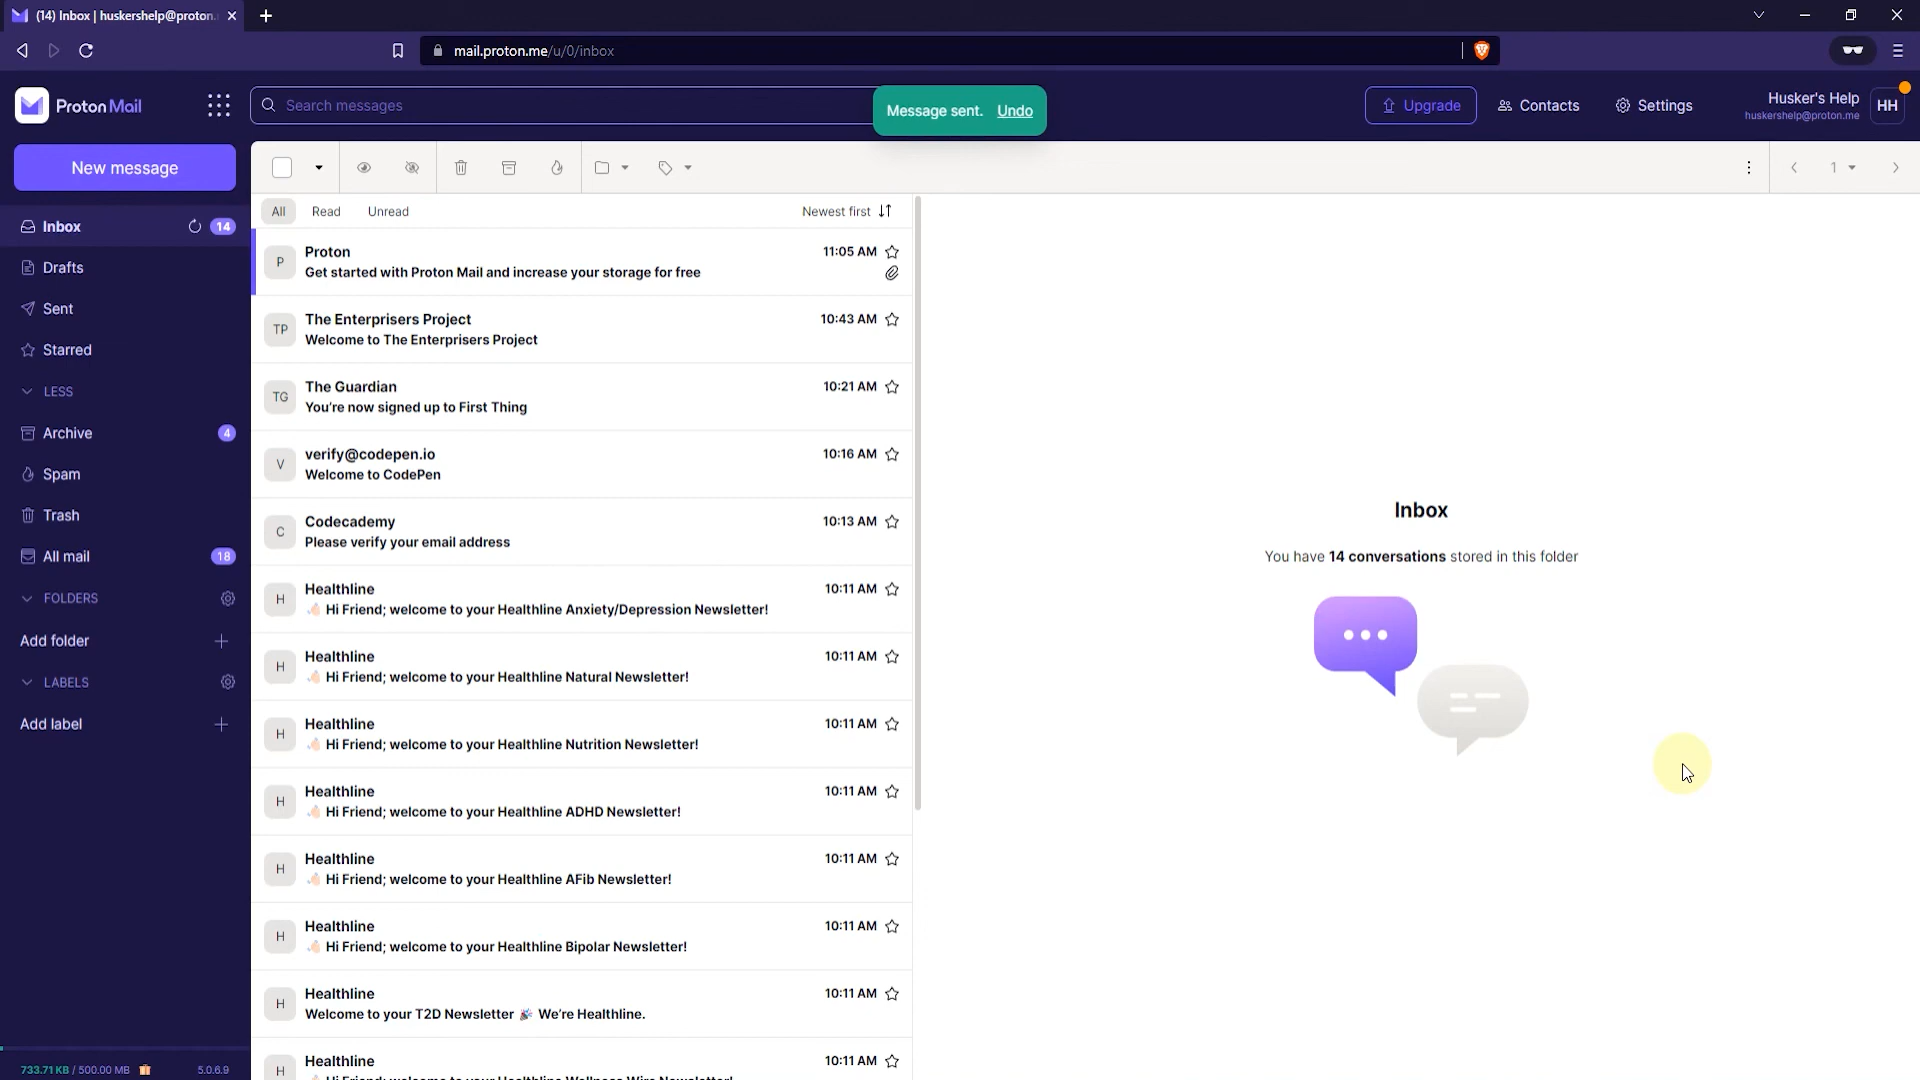 (14) Inbox | huskershelp@proton.
mail.proton.me/u/0/inbox
Proton Mail
Search messages
Message sent. Undo
Upgrade
Contacts
Settings
Husker's Help
huskershelp@proton.me
HH
New message
1
All
Read
Unread
Newest first
Inbox
14
Drafts
Sent
Starred
LESS
Archive
4
Spam
Trash
All mail
18
FOLDERS
Add folder
LABELS
Add label
733.71 KB / 500.00 MB
5.0.6.9
P
Proton
11:05 AM
Get started with Proton Mail and increase your storage for free
TP
The Enterprisers Project
10:43 AM
Welcome to The Enterprisers Project
TG
The Guardian
10:21 AM
You're now signed up to First Thing
V
verify@codepen.io
10:16 AM
Welcome to CodePen
C
Codecademy
10:13 AM
Please verify your email address
H
Healthline
10:11 AM
👋🏻 Hi Friend; welcome to your Healthline Anxiety/Depression Newsletter!
H
Healthline
10:11 AM
👋🏻 Hi Friend; welcome to your Healthline Natural Newsletter!
H
Healthline
10:11 AM
👋🏻 Hi Friend; welcome to your Healthline Nutrition Newsletter!
H
Healthline
10:11 AM
👋🏻 Hi Friend; welcome to your Healthline ADHD Newsletter!
H
Healthline
10:11 AM
👋🏻 Hi Friend; welcome to your Healthline AFib Newsletter!
H
Healthline
10:11 AM
👋🏻 Hi Friend; welcome to your Healthline Bipolar Newsletter!
H
Healthline
10:11 AM
Welcome to your T2D Newsletter 🎉 We're Healthline.
H
Healthline
10:11 AM
👋🏻 Hi Friend; welcome to your Healthline Wellness Wire Newsletter!
Inbox
You have 14 conversations stored in this folder